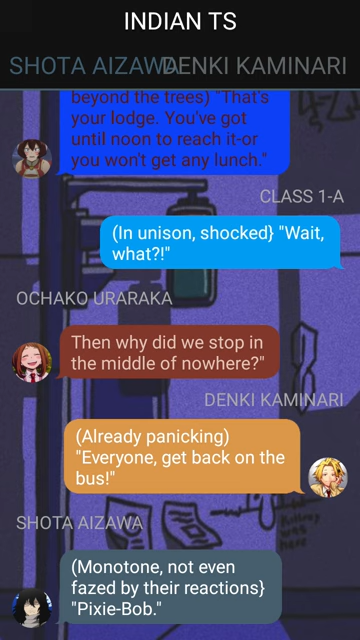 INDIAN TS
SHOTA AIZAWA DENKI KAMINARI
beyond the trees) "That's
your lodge. You've got
until noon to reach it-or
you won't get any lunch."
CLASS 1-A
(In unison, shocked} "Wait,
what?!"
OCHAKO URARAKA
Then why did we stop in
the middle of nowhere?"
DENKI KAMINARI
(Already panicking)
"Everyone, get back on the
bus!"
SHOTA AIZAWA
(Monotone, not even
fazed by their reactions}
"Pixie-Bob."